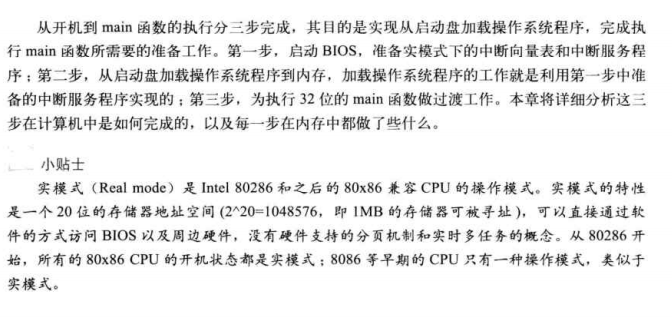 从开机到 main 函数的执行分三步完成，其目的是实现从启动盘加载操作系统程序，完成执
行 main 函数所需要的准备工作。第一步，启动 BIOS，准备实模式下的中断向量表和中断服务程
序；第二步，从启动盘加载操作系统程序到内存，加载操作系统程序的工作就是利用第一步中准
备的中断服务程序实现的；第三步，为执行 32 位的 main 函数做过渡工作。本章将详细分析这三
步在计算机中是如何完成的，以及每一步在内存中都做了些什么。
小贴士
实模式（Real mode）是 Intel 80286 和之后的 80x86 兼容 CPU 的操作模式。实模式的特性
是一个 20 位的存储器地址空间 (2^20=1048576，即 1MB 的存储器可被寻址 )，可以直接通过软
件的方式访问 BIOS 以及周边硬件，没有硬件支持的分页机制和实时多任务的概念。从 80286 开
始，所有的 80x86 CPU 的开机状态都是实模式；8086 等早期的 CPU 只有一种操作模式，类似于
实模式。